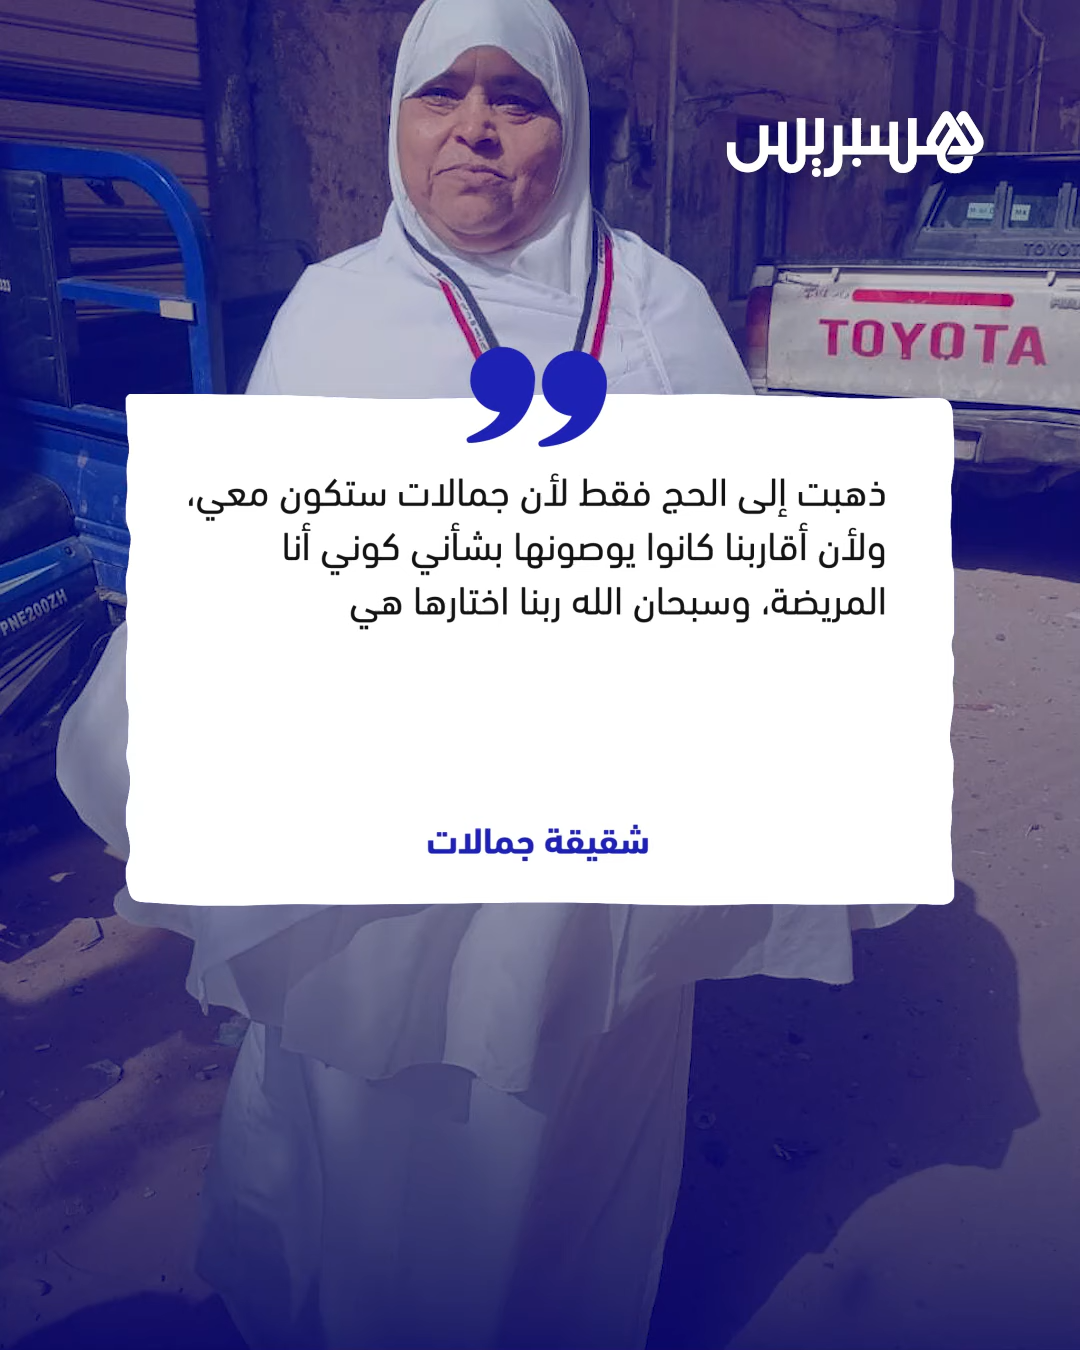 هسبريس
TOYOTA
TOYOTA
ذهبت إلى الحج فقط لأن جمالات ستكون معي،
ولأن أقاربنا كانوا يوصونها بشأني كوني أنا
المريضة، وسبحان الله ربنا اختارها هي
PNE200ZH
شقيقة جمالات